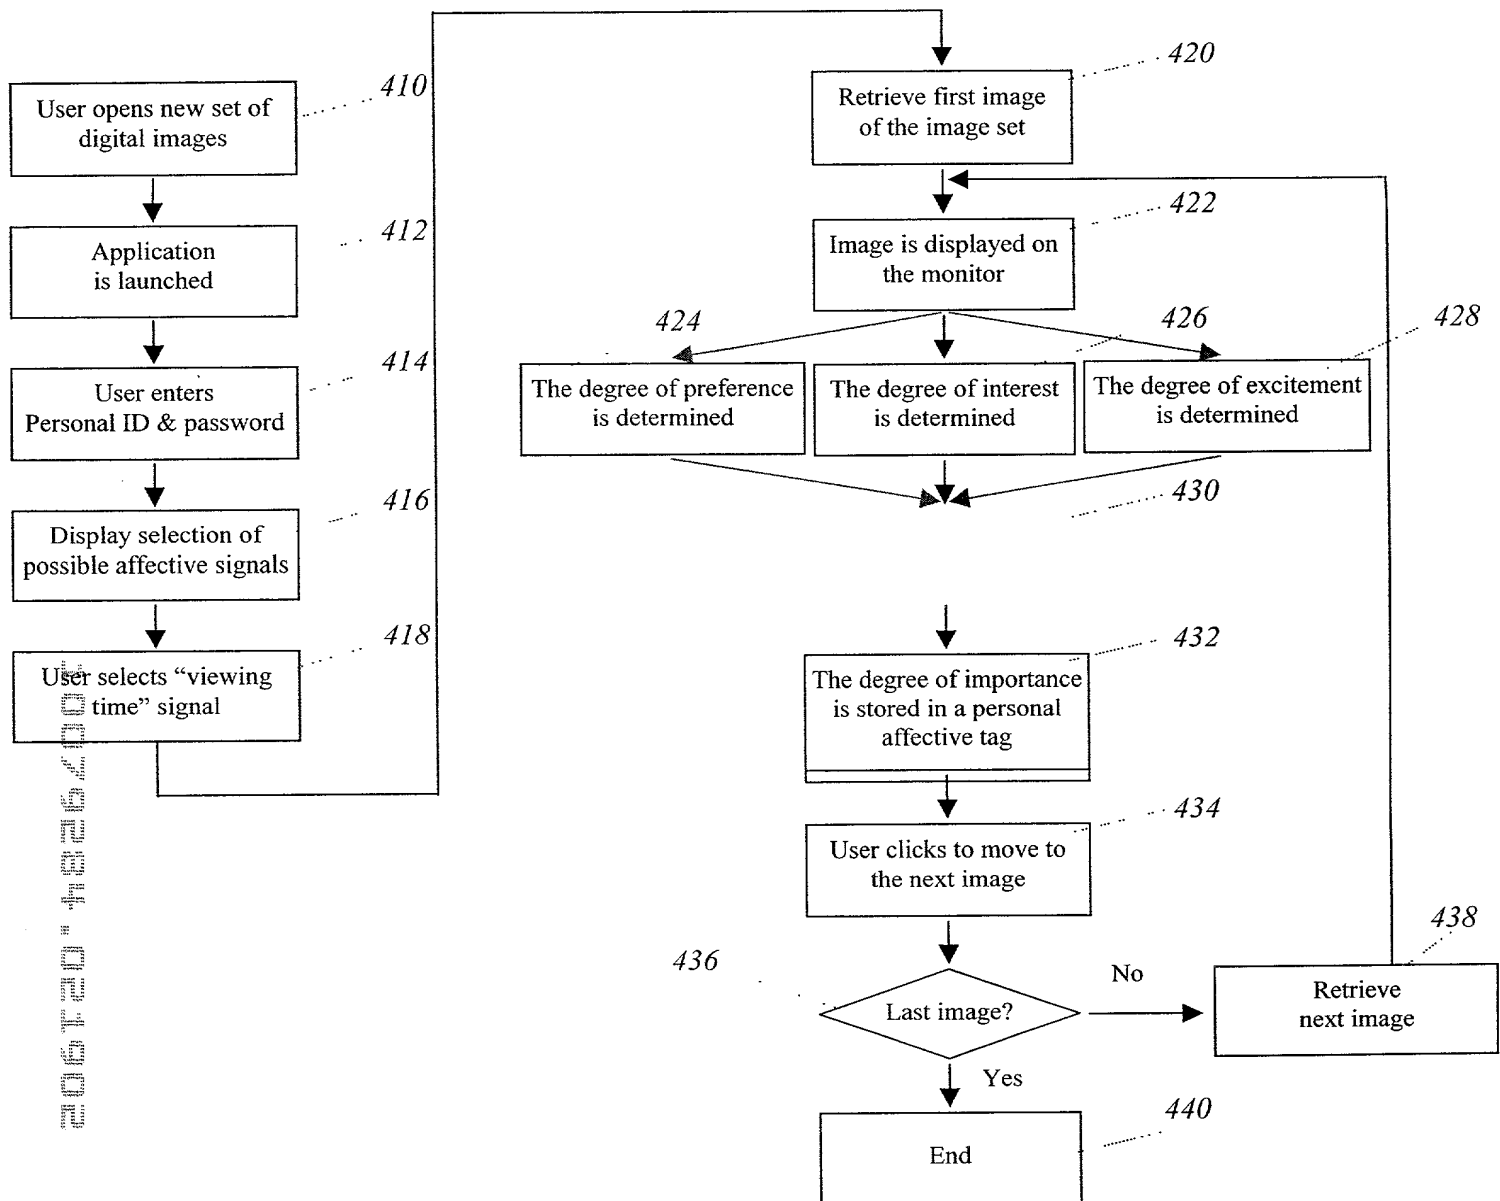 410
User opens new set of
digital images
412
Application
is launched
414
User enters
Personal ID & password
416
Display selection of
possible affective signals
418
User selects “viewing
time” signal
420
Retrieve first image
of the image set
422
Image is displayed on
the monitor
424
The degree of preference
is determined
426
The degree of interest
is determined
428
The degree of excitement
is determined
430
432
The degree of importance
is stored in a personal
affective tag
434
User clicks to move to
the next image
436
Last image?
No
438
Retrieve
next image
Yes
440
End